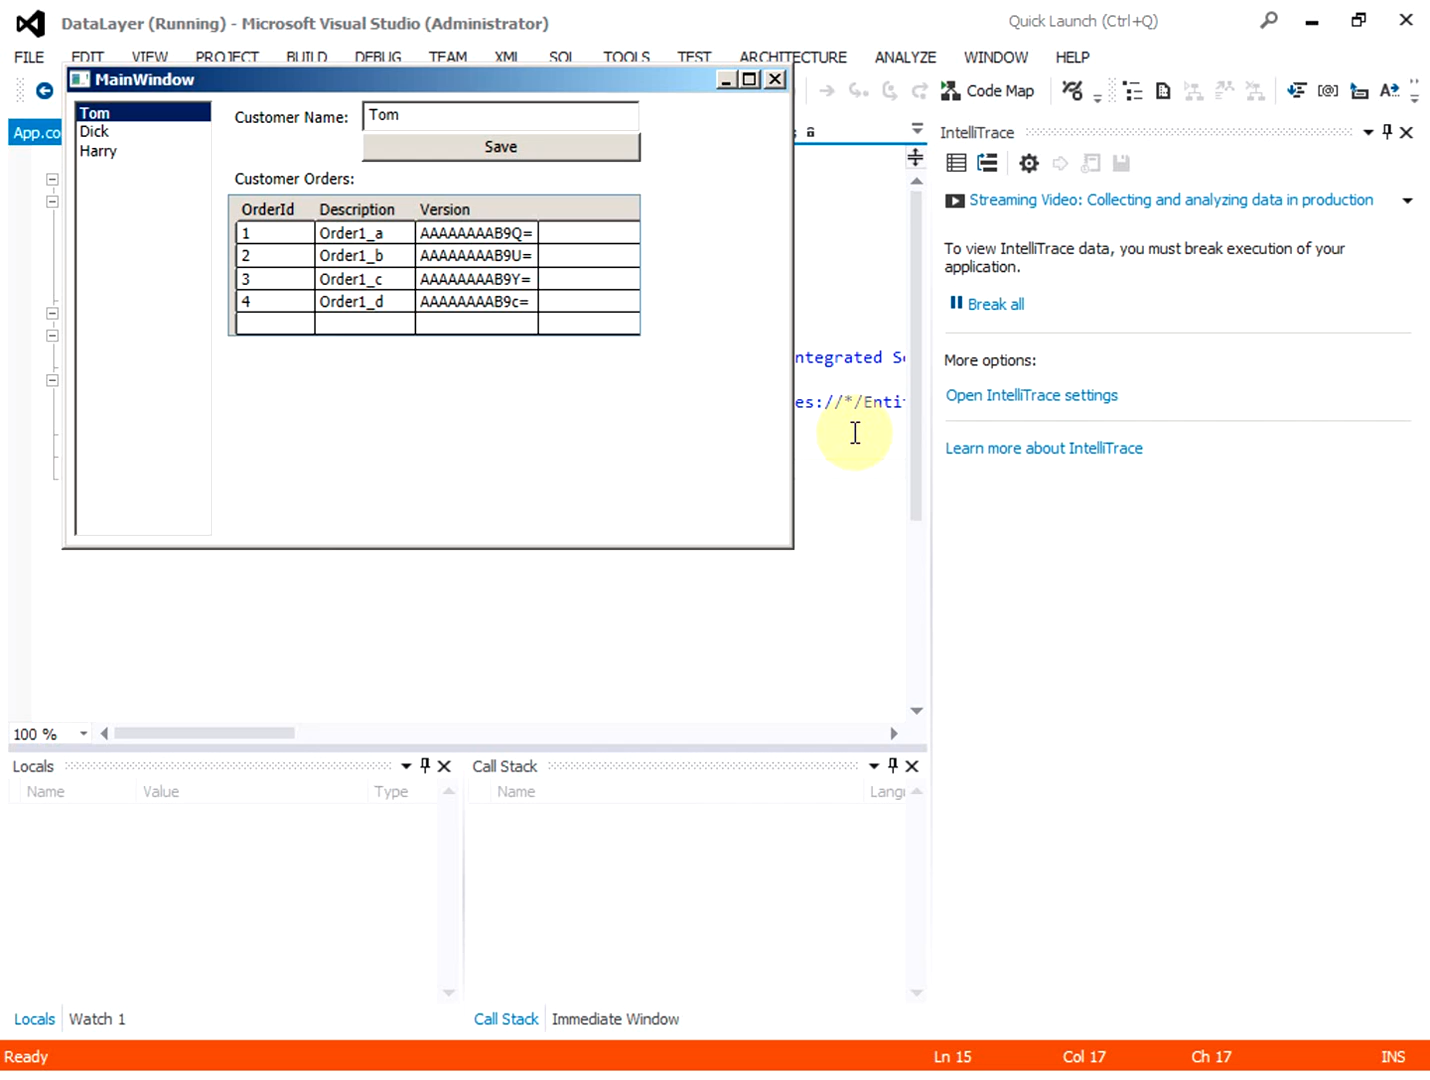 DataLayer (Running) - Microsoft Visual Studio (Administrator)
Quick Launch (Ctrl+Q)
FILE EDIT VIEW PROJECT BUILD DEBUG TEAM XML SQL TOOLS TEST ARCHITECTURE ANALYZE WINDOW HELP
MainWindow
Code Map
Tom
Dick
Harry
Customer Name:
Tom
Save
Customer Orders:
OrderId Description Version
1 Order1_a AAAAAAAAB9Q=
2 Order1_b AAAAAAAAB9U=
3 Order1_c AAAAAAAAB9Y=
4 Order1_d AAAAAAAAB9c=
App.co
ntegrated S
es://*/Enti
IntelliTrace
Streaming Video: Collecting and analyzing data in production
To view IntelliTrace data, you must break execution of your
application.
Break all
More options:
Open IntelliTrace settings
Learn more about IntelliTrace
100 %
Locals
Name Value Type
Call Stack
Name Langu
Locals Watch 1
Call Stack Immediate Window
Ready
Ln 15 Col 17 Ch 17 INS